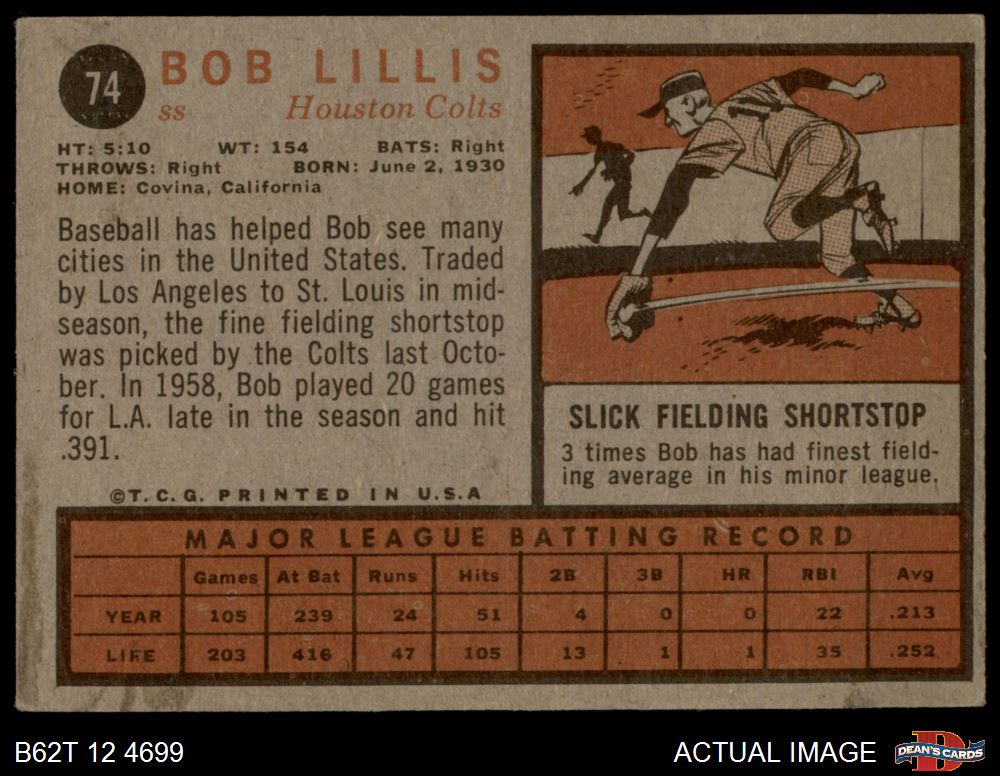 74
BOB LILLIS
ss Houston Colts
HT: 5:10 WT: 154 BATS: Right
THROWS: Right BORN: June 2, 1930
HOME: Covina, California
Baseball has helped Bob see many
cities in the United States. Traded
by Los Angeles to St. Louis in mid-
season, the fine fielding shortstop
was picked by the Colts last Octo-
ber. In 1958, Bob played 20 games
for L.A. late in the season and hit
.391.
©T.C.G. PRINTED IN U.S.A
SLICK FIELDING SHORTSTOP
3 times Bob has had finest field-
ing average in his minor league.
MAJOR LEAGUE BATTING RECORD
Games At Bat Runs Hits 2B 3B HR RBI Avg
YEAR 105 239 24 51 4 0 0 22 .213
LIFE 203 416 47 105 13 1 1 35 .252
B62T 12 4699
ACTUAL IMAGE
DEAN'S CARDS